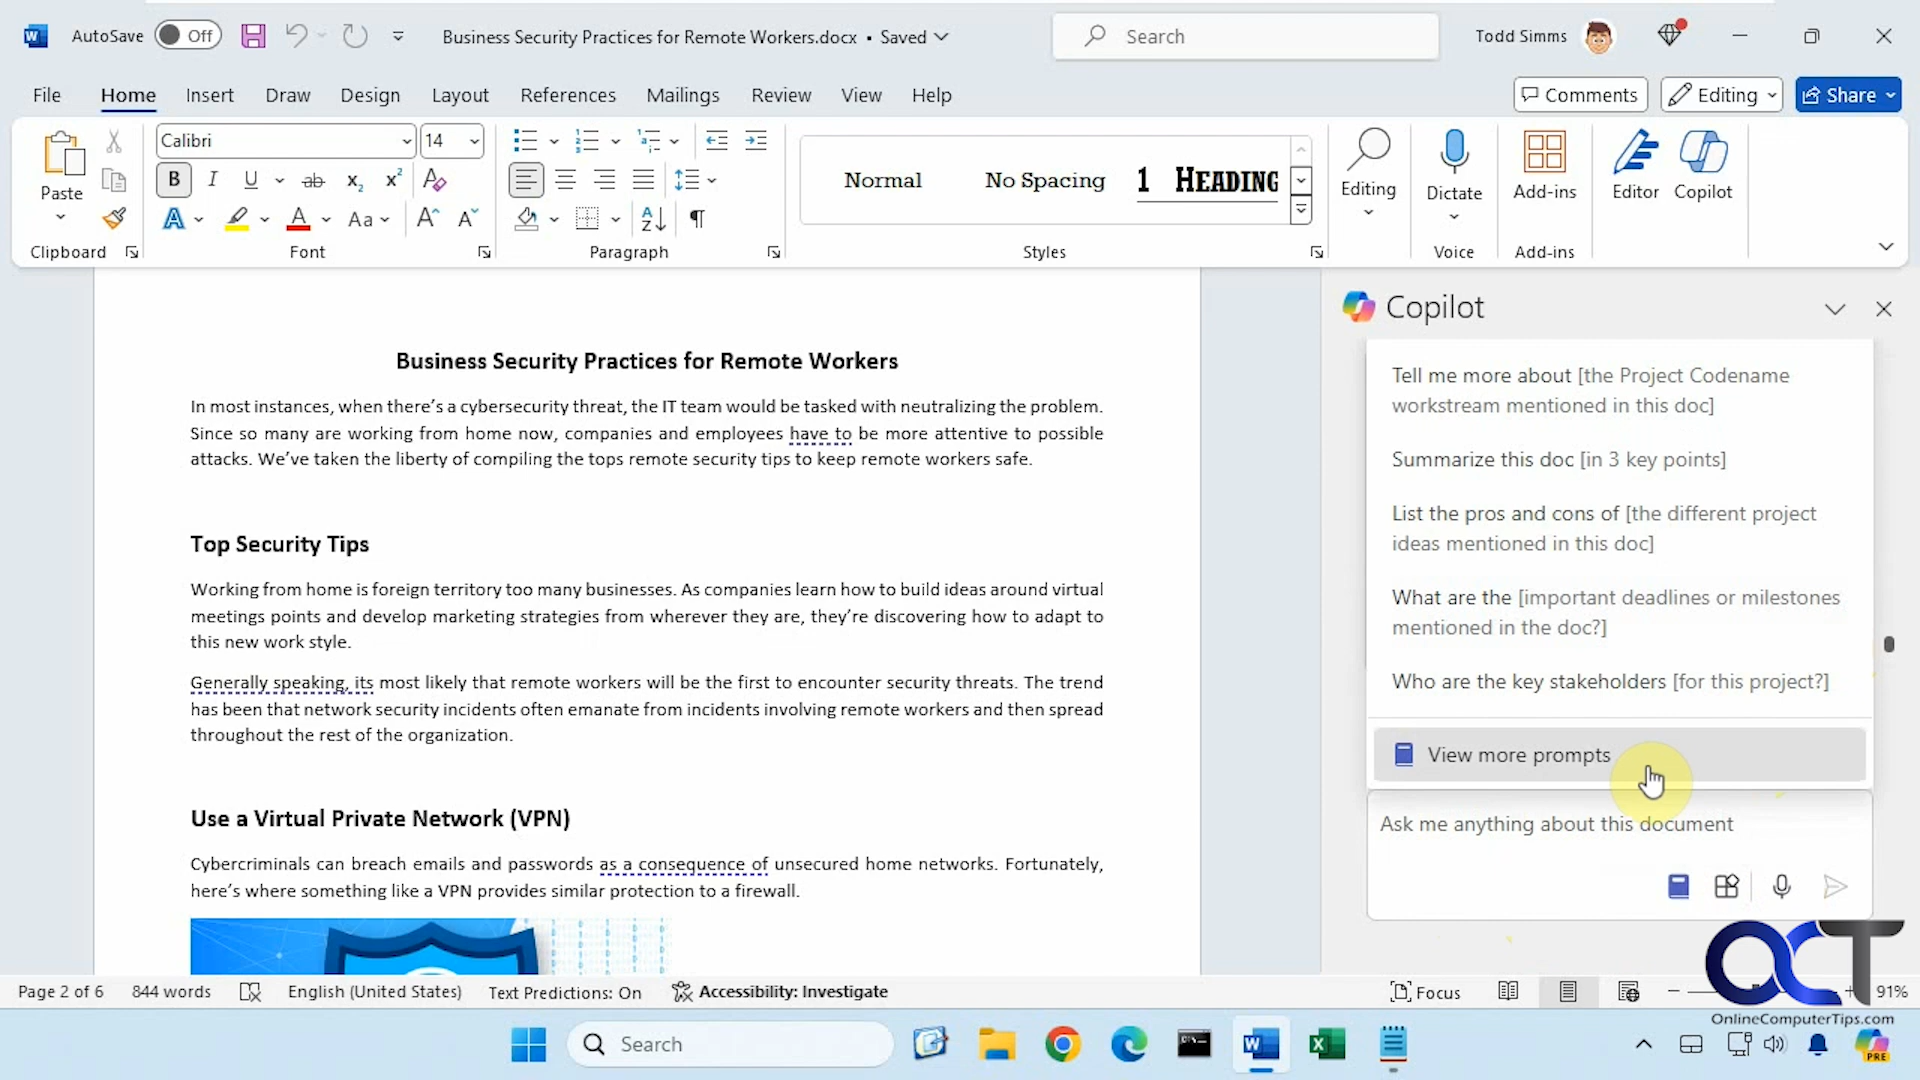 AutoSave Off Business Security Practices for Remote Workers.docx • Saved Search Todd Simms
File Home Insert Draw Design Layout References Mailings Review View Help Comments Editing Share
Calibri 14
Paste
Normal No Spacing 1 HEADING
Editing Dictate Add-ins Editor Copilot
Clipboard Font Paragraph Styles Voice Add-ins
Business Security Practices for Remote Workers
In most instances, when there's a cybersecurity threat, the IT team would be tasked with neutralizing the problem.
Since so many are working from home now, companies and employees have to be more attentive to possible
attacks. We've taken the liberty of compiling the tops remote security tips to keep remote workers safe.
Top Security Tips
Working from home is foreign territory too many businesses. As companies learn how to build ideas around virtual
meetings points and develop marketing strategies from wherever they are, they're discovering how to adapt to
this new work style.
Generally speaking, its most likely that remote workers will be the first to encounter security threats. The trend
has been that network security incidents often emanate from incidents involving remote workers and then spread
throughout the rest of the organization.
Use a Virtual Private Network (VPN)
Cybercriminals can breach emails and passwords as a consequence of unsecured home networks. Fortunately,
here's where something like a VPN provides similar protection to a firewall.
Copilot
Tell me more about [the Project Codename
workstream mentioned in this doc]
Summarize this doc [in 3 key points]
List the pros and cons of [the different project
ideas mentioned in this doc]
What are the [important deadlines or milestones
mentioned in the doc?]
Who are the key stakeholders [for this project?]
View more prompts
Ask me anything about this document
Page 2 of 6 844 words English (United States) Text Predictions: On Accessibility: Investigate Focus 91%
OCT
OnlineComputerTips.com
Search
PRE